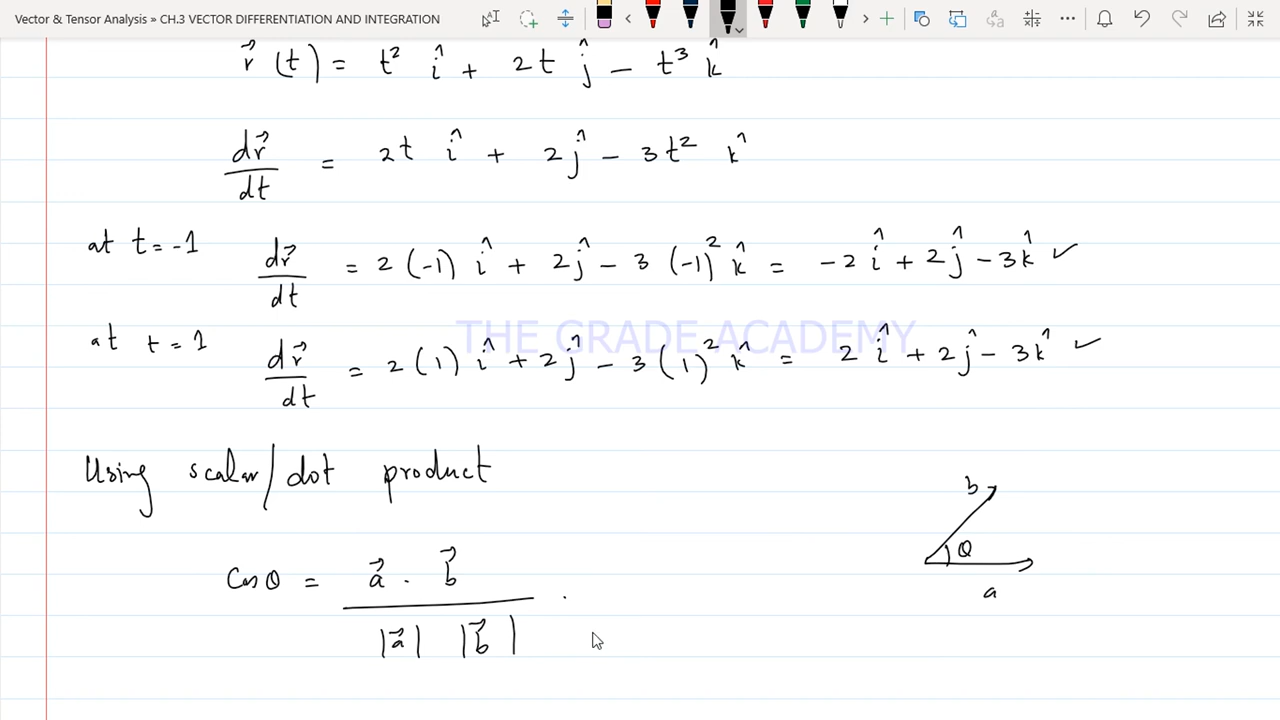 Vector & Tensor Analysis » CH.3 VECTOR DIFFERENTIATION AND INTEGRATION
r⃗ (t) = t² î + 2t ĵ − t³ k̂
dr⃗/dt = 2t î + 2ĵ − 3t² k̂
at t = -1 dr⃗/dt = 2 (-1) î + 2ĵ − 3 (-1)² k̂ = −2 î + 2ĵ − 3k̂ ✓
THE GRADE ACADEMY
at t = 1 dr⃗/dt = 2 (1) î + 2ĵ − 3 (1)² k̂ = 2 î + 2ĵ − 3k̂ ✓
Using scalar/dot product
b
θ
a
Cos θ = a⃗ . b⃗ / |a⃗| |b⃗| .